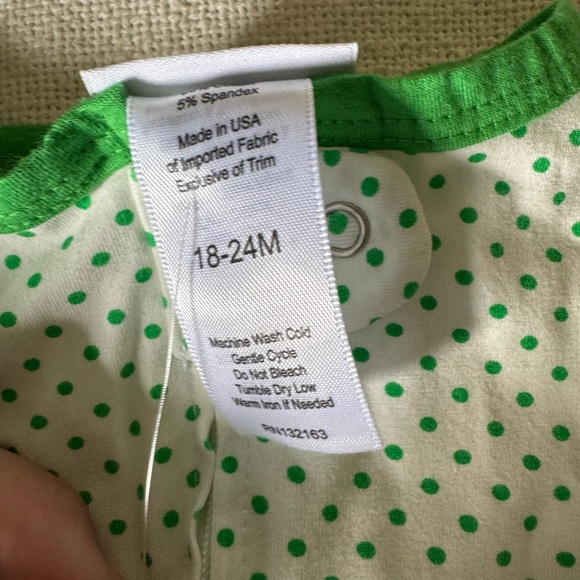 5% Spandex
Made in USA
of Imported Fabric
Exclusive of Trim
18-24M
Machine Wash Cold
Gentle Cycle
Do Not Bleach
Tumble Dry Low
Warm Iron If Needed
RN132163